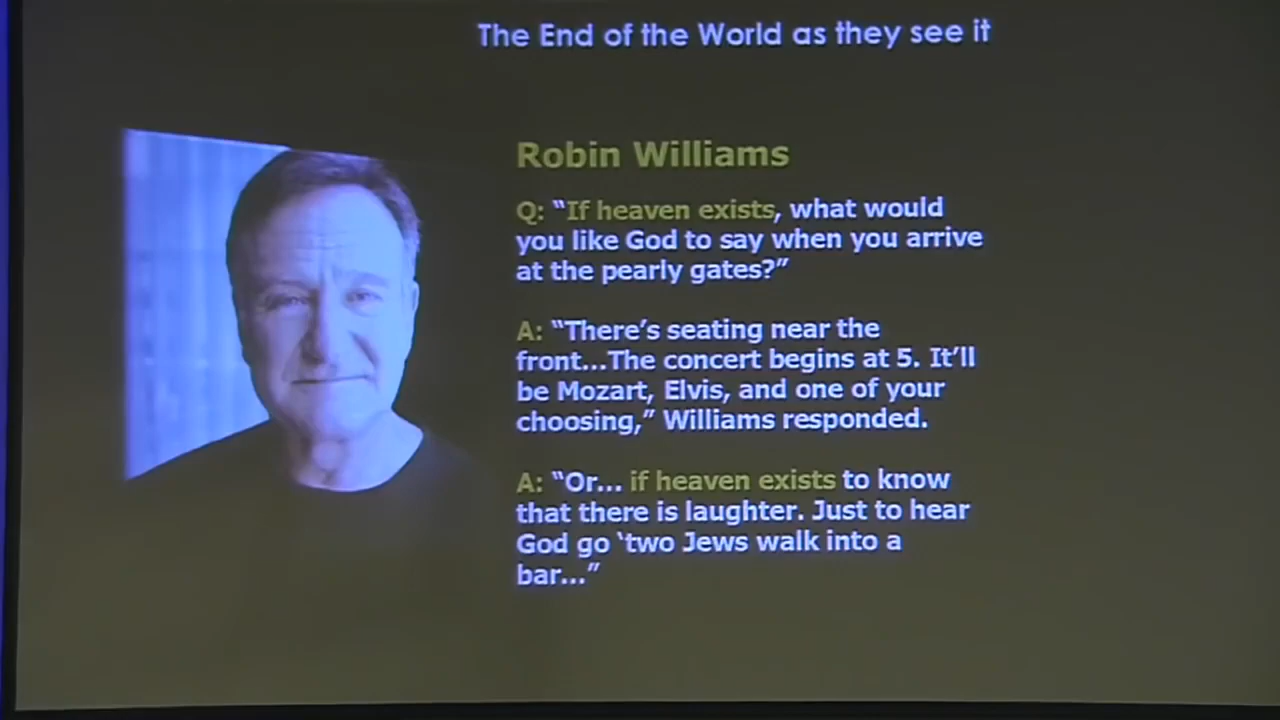 The End of the World as they see it
Robin Williams
Q: “If heaven exists, what would
you like God to say when you arrive
at the pearly gates?”
A: “There’s seating near the
front...The concert begins at 5. It’ll
be Mozart, Elvis, and one of your
choosing,” Williams responded.
A: “Or... if heaven exists to know
that there is laughter. Just to hear
God go ‘two Jews walk into a
bar...”